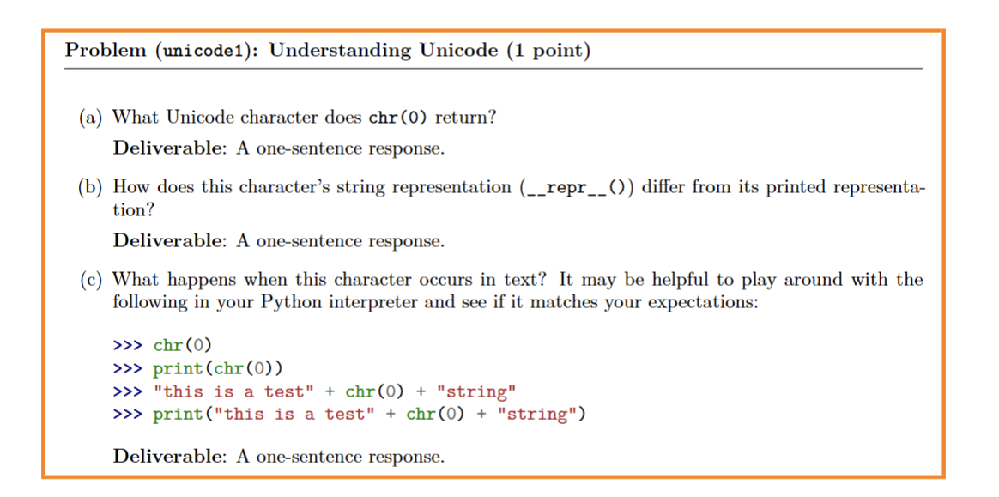 Problem (unicode1): Understanding Unicode (1 point)
(a) What Unicode character does chr(0) return?
Deliverable: A one-sentence response.
(b) How does this character's string representation (__repr__()) differ from its printed representa-
tion?
Deliverable: A one-sentence response.
(c) What happens when this character occurs in text? It may be helpful to play around with the
following in your Python interpreter and see if it matches your expectations:
>>> chr(0)
>>> print(chr(0))
>>> "this is a test" + chr(0) + "string"
>>> print("this is a test" + chr(0) + "string")
Deliverable: A one-sentence response.